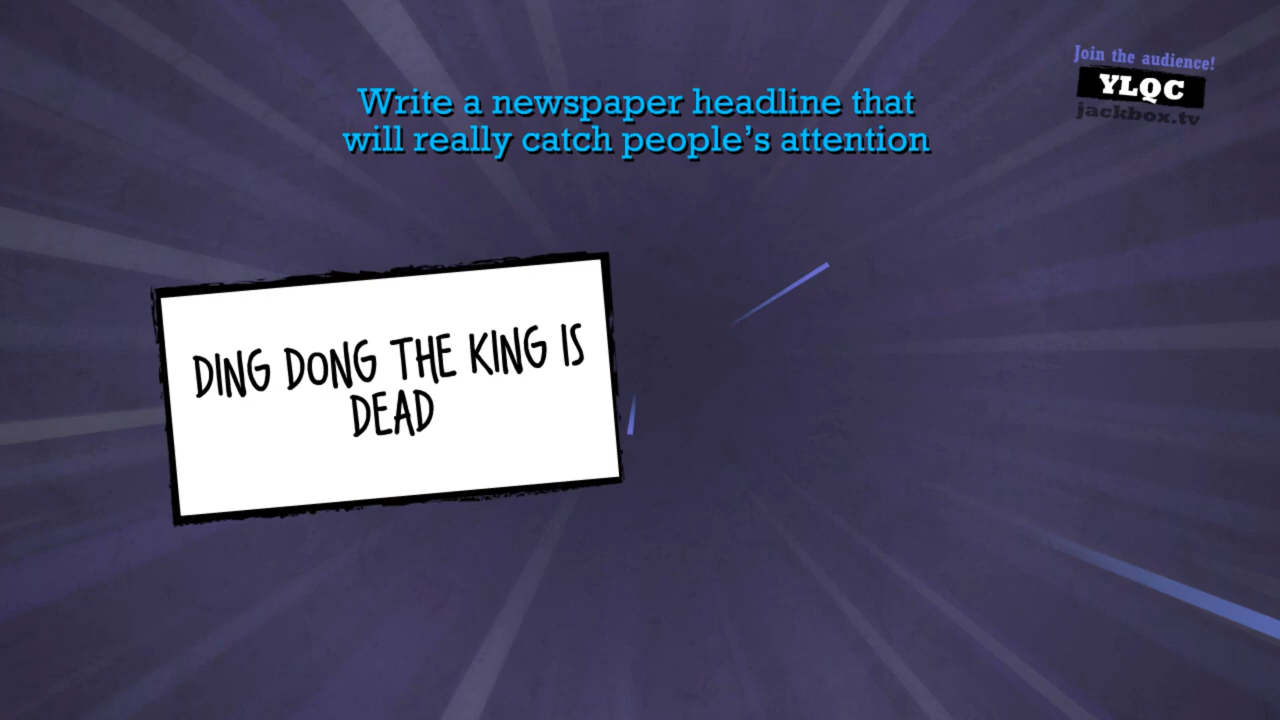 Join the audience!
YLQC
jackbox.tv
Write a newspaper headline that
will really catch people's attention
DING DONG THE KING IS
DEAD